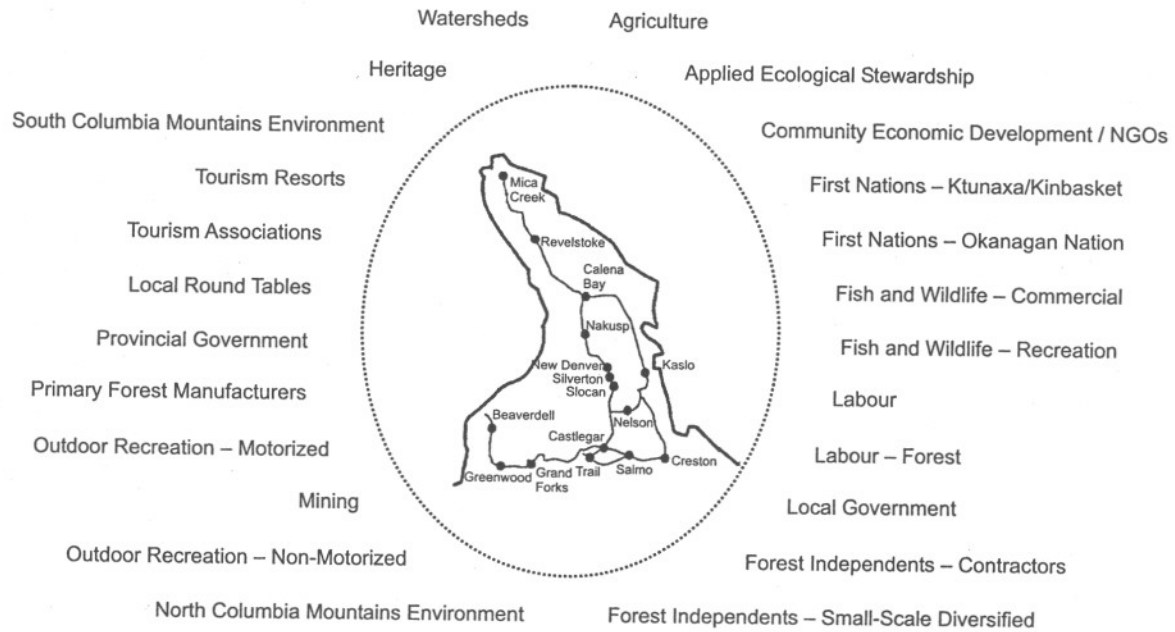 Watersheds
Agriculture
Heritage
Applied Ecological Stewardship
South Columbia Mountains Environment
Community Economic Development / NGOs
Tourism Resorts
First Nations – Ktunaxa/Kinbasket
Tourism Associations
First Nations – Okanagan Nation
Local Round Tables
Fish and Wildlife – Commercial
Provincial Government
Fish and Wildlife – Recreation
Primary Forest Manufacturers
Labour
Outdoor Recreation – Motorized
Labour – Forest
Mining
Local Government
Outdoor Recreation – Non-Motorized
Forest Independents – Contractors
North Columbia Mountains Environment
Forest Independents – Small-Scale Diversified
Mica
Creek
Revelstoke
Calena
Bay
Nakusp
New Denver
Silverton
Slocan
Kaslo
Beaverdell
Nelson
Castlegar
Greenwood
Grand
Forks
Trail
Salmo
Creston